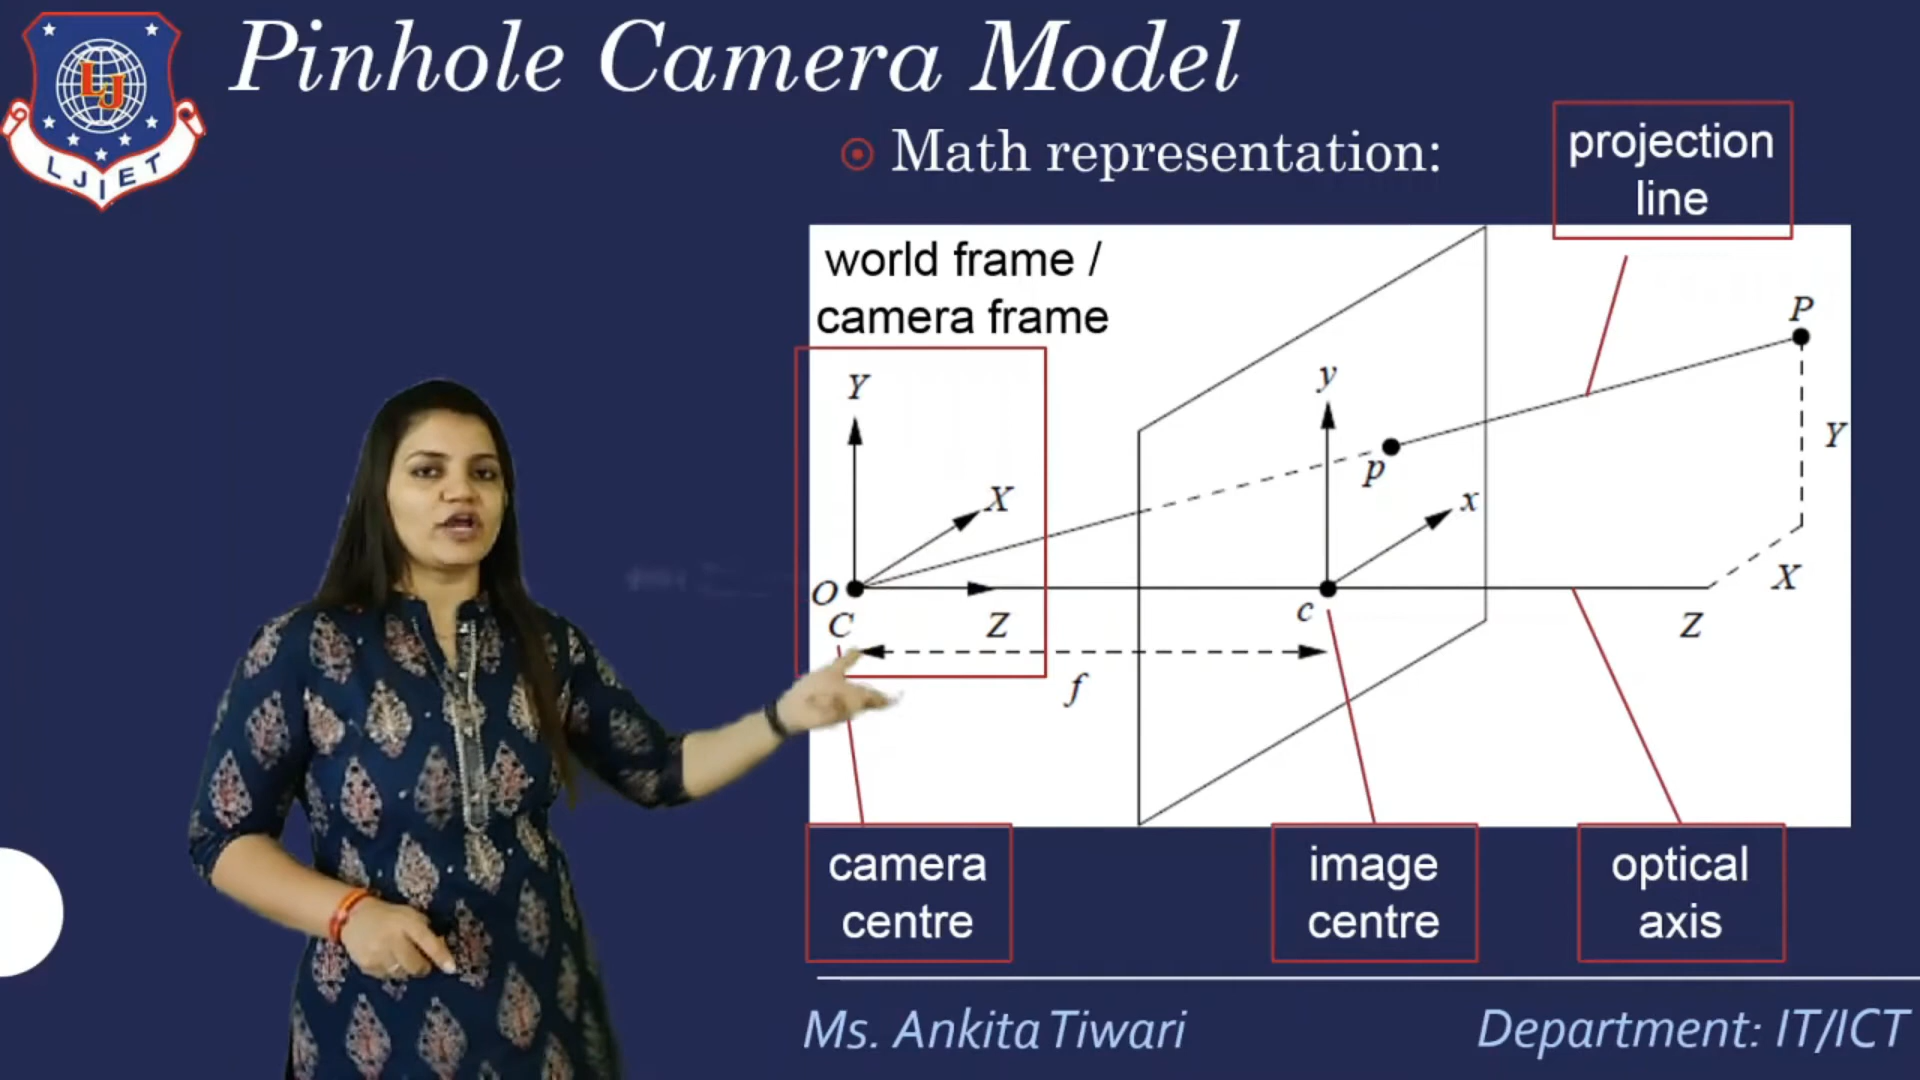 Pinhole Camera Model
LJ
LJIET
Math representation:
projection
line
world frame /
camera frame
P
Y
y
Y
p
X
x
X
O
C
Z
c
Z
f
camera
centre
image
centre
optical
axis
Ms. Ankita Tiwari
Department: IT/ICT